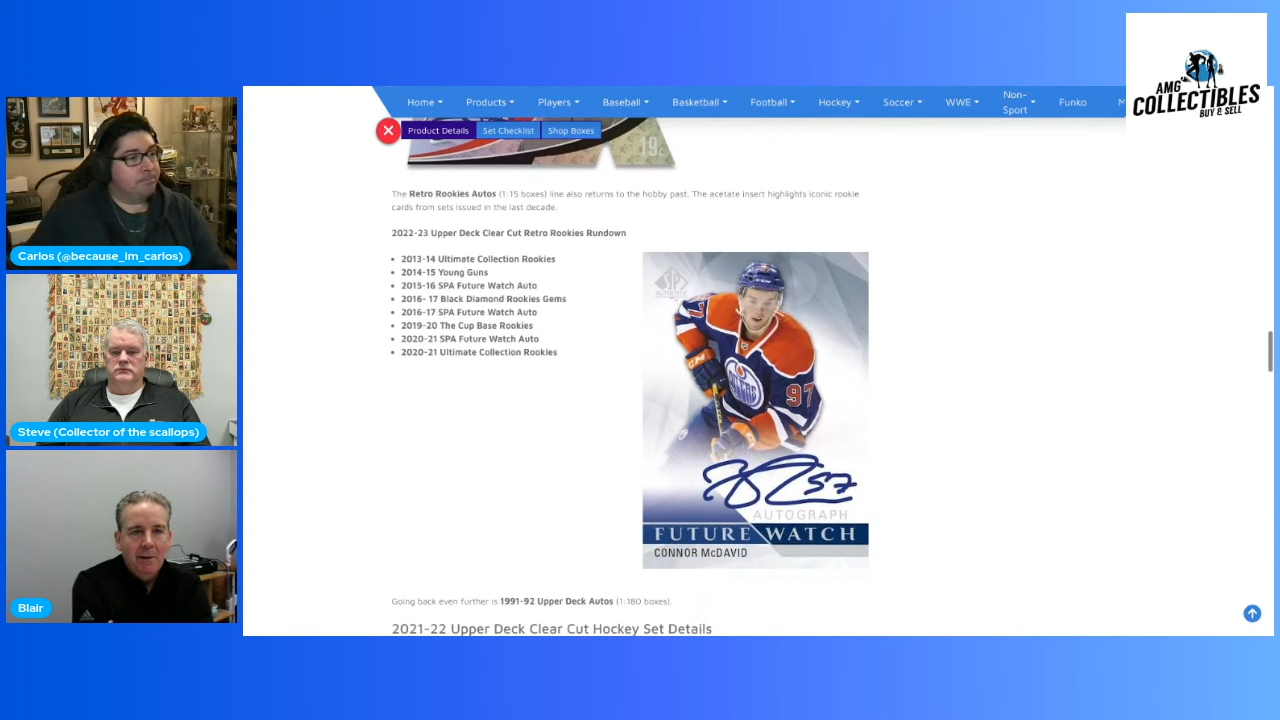 AMG
COLLECTIBLES
BUY & SELL
Home Products Players Baseball Basketball Football Hockey Soccer WWE Non-Sport Funko M
Product Details Set Checklist Shop Boxes
19
The Retro Rookies Autos (1:15 boxes) line also returns to the hobby past. The acetate insert highlights iconic rookie
cards from sets issued in the last decade.
2022-23 Upper Deck Clear Cut Retro Rookies Rundown
2013-14 Ultimate Collection Rookies
2014-15 Young Guns
2015-16 SPA Future Watch Auto
2016- 17 Black Diamond Rookies Gems
2016-17 SPA Future Watch Auto
2019-20 The Cup Base Rookies
2020-21 SPA Future Watch Auto
2020-21 Ultimate Collection Rookies
SP
97
97
OILERS
AUTOGRAPH
FUTURE WATCH
CONNOR McDAVID
Going back even further is 1991-92 Upper Deck Autos (1:180 boxes).
2021-22 Upper Deck Clear Cut Hockey Set Details
Carlos (@because_im_carlos)
Steve (Collector of the scallops)
Blair